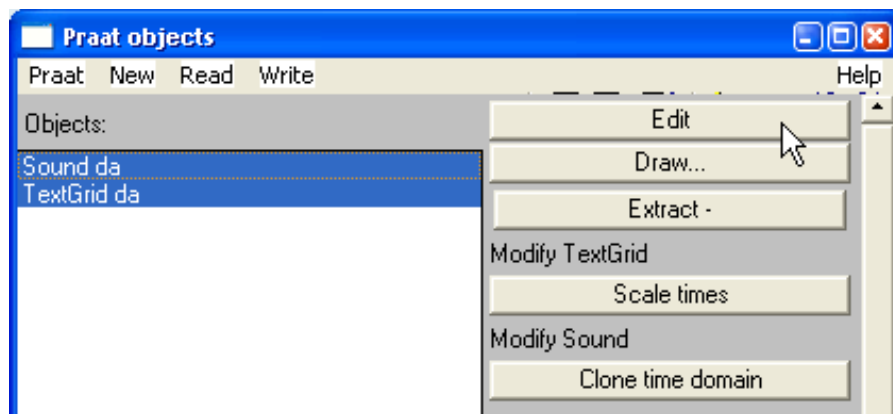 Praat objects
Praat New Read Write Help
Objects:
Sound da
TextGrid da
Edit
Draw...
Extract -
Modify TextGrid
Scale times
Modify Sound
Clone time domain